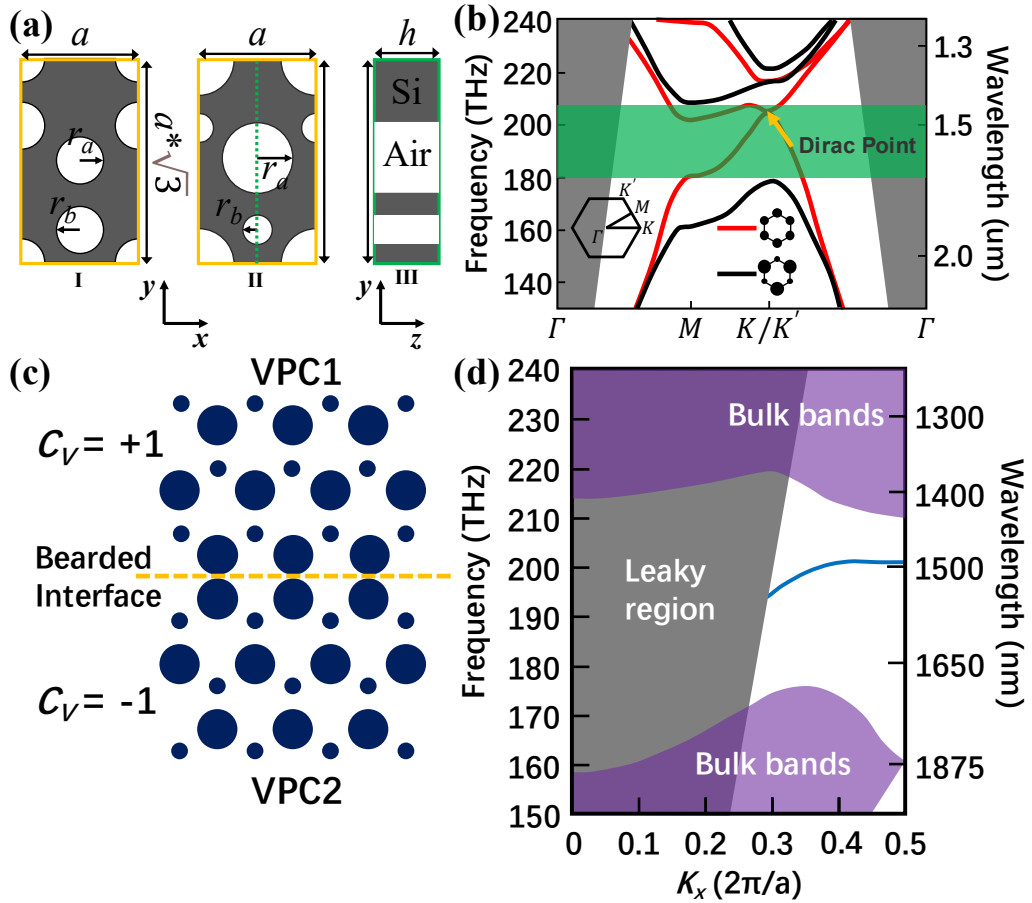 (a)
a
a
h
r_a
r_b
a*√3
r_a
r_b
Si
Air
I
II
III
y
x
y
z
(b)
Frequency (THz)
240
220
200
180
160
140
Wavelength (um)
1.3
1.5
2.0
Dirac Point
K'
M
Γ
K
Γ
M
K/K'
Γ
(c)
VPC1
C_V = +1
Bearded
Interface
C_V = -1
VPC2
(d)
Frequency (THz)
240
230
220
210
200
190
180
170
160
150
Bulk bands
Leaky
region
Bulk bands
Wavelength (nm)
1300
1400
1500
1650
1875
0
0.1
0.2
0.3
0.4
0.5
K_x (2π/a)